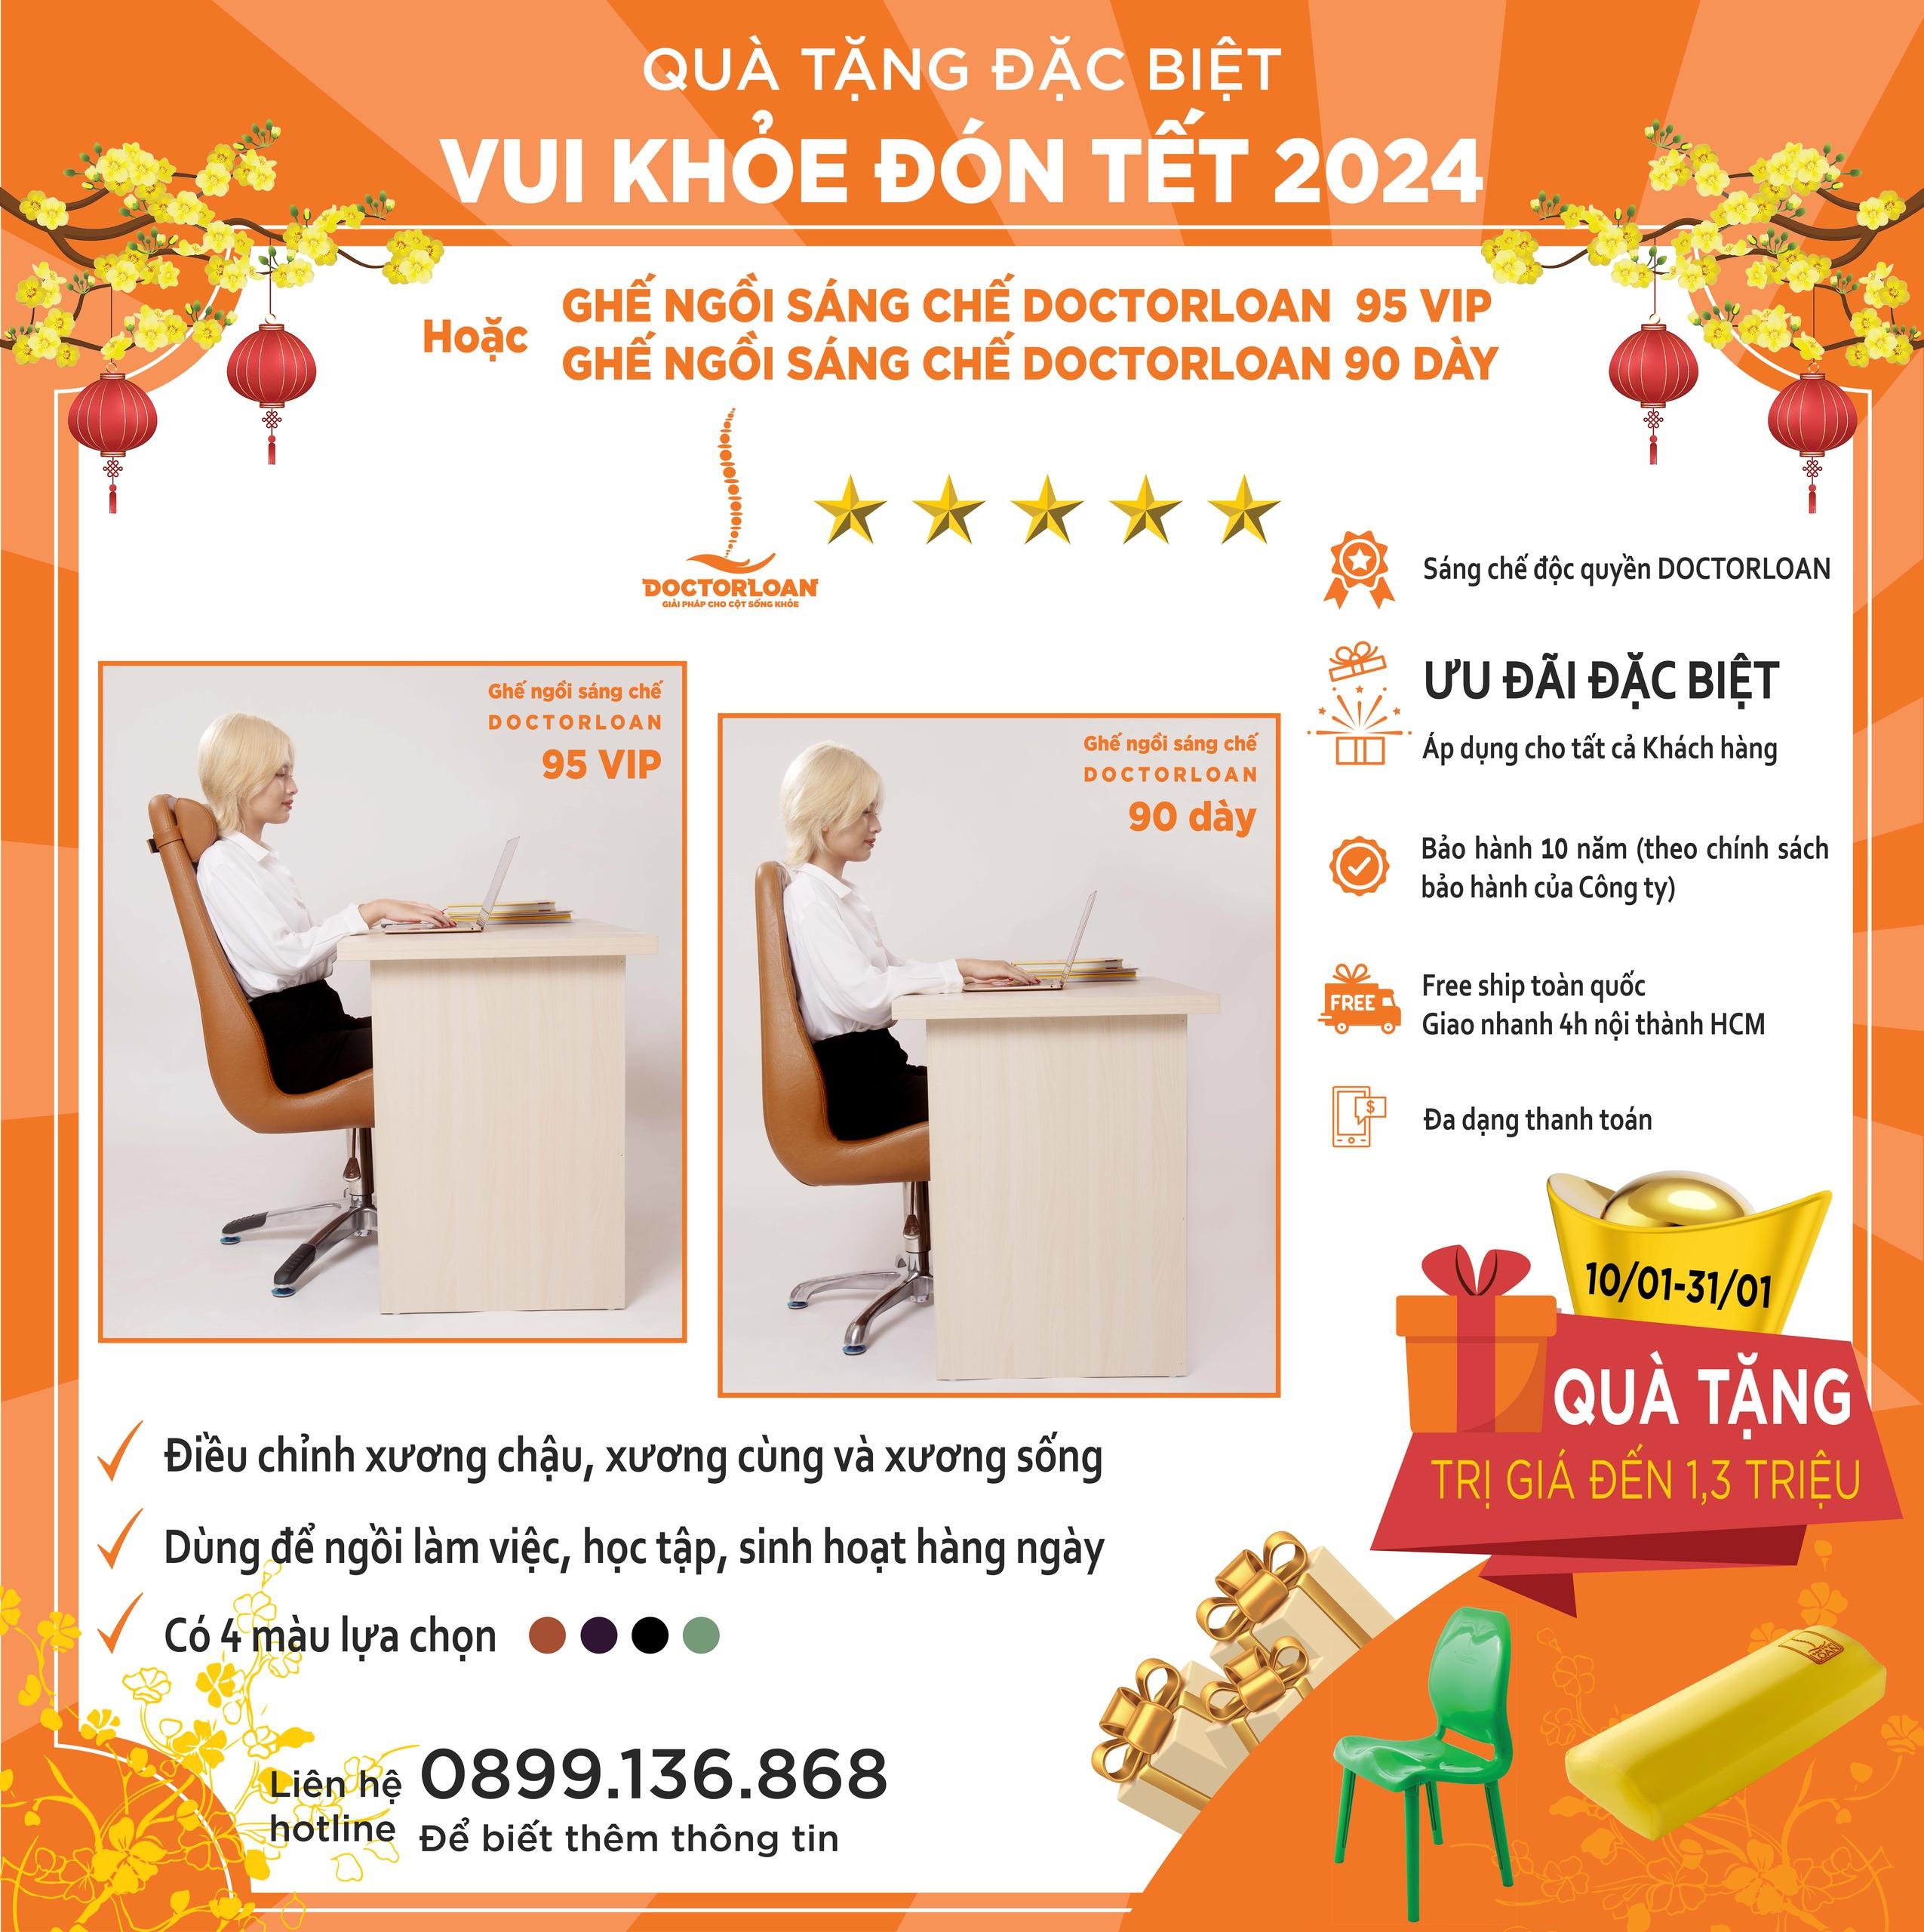 QUÀ TẶNG ĐẶC BIỆT
VUI KHỎE ĐÓN TẾT 2024
GHẾ NGỒI SÁNG CHẾ DOCTORLOAN 95 VIP
Hoặc
GHẾ NGỒI SÁNG CHẾ DOCTORLOAN 90 DÀY
DOCTORLOAN
GIẢI PHÁP CHO CỘT SỐNG KHỎE
Ghế ngồi sáng chế
DOCTORLOAN
95 VIP
Ghế ngồi sáng chế
DOCTORLOAN
90 dày
Sáng chế độc quyền DOCTORLOAN
ƯU ĐÃI ĐẶC BIỆT
Áp dụng cho tất cả Khách hàng
Bảo hành 10 năm (theo chính sách
bảo hành của Công ty)
FREE
Free ship toàn quốc
Giao nhanh 4h nội thành HCM
$
Đa dạng thanh toán
10/01-31/01
QUÀ TẶNG
TRỊ GIÁ ĐẾN 1,3 TRIỆU
Điều chỉnh xương chậu, xương cùng và xương sống
Dùng để ngồi làm việc, học tập, sinh hoạt hàng ngày
Có 4 màu lựa chọn
Liên hệ
hotline
0899.136.868
Để biết thêm thông tin